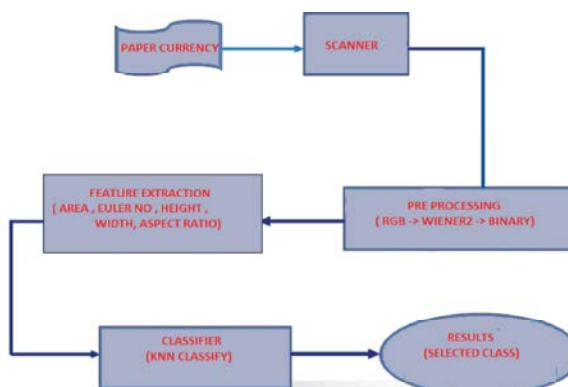 PAPER CURRENCY
SCANNER
PRE PROCESSING
( RGB -> WIENER2 -> BINARY)
FEATURE EXTRACTION
( AREA , EULER NO , HEIGHT ,
WIDTH, ASPECT RATIO)
CLASSIFIER
(KNN CLASSIFY)
RESULTS
(SELECTED CLASS)